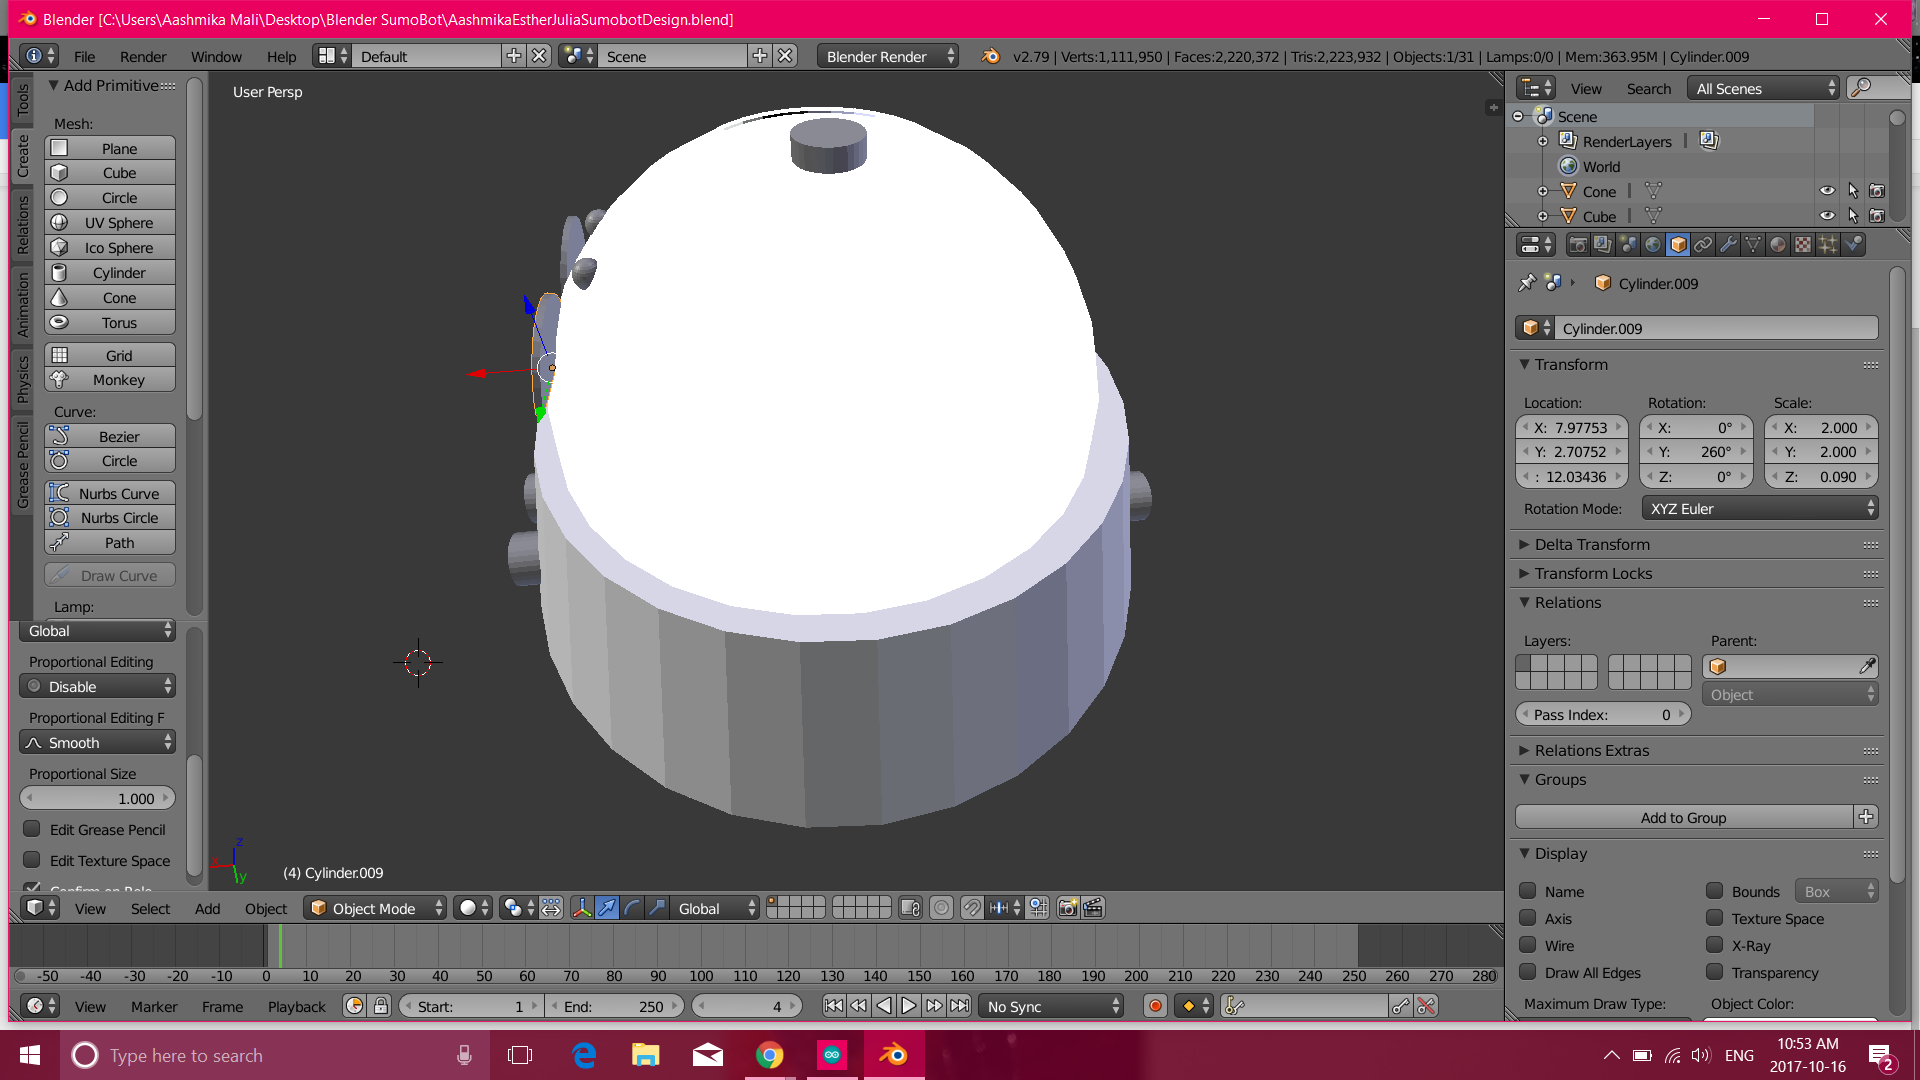 Blender [C:\Users\Aashmika Mali\Desktop\Blender SumoBot\AashmikaEstherJuliaSumobotDesign.blend]
File Render Window Help Default Scene Blender Render v2.79 | Verts:1,111,950 | Faces:2,220,372 | Tris:2,223,932 | Objects:1/31 | Lamps:0/0 | Mem:363.95M | Cylinder.009
Tools
Create
Relations
Animation
Physics
Grease Pencil
Add Primitive
Mesh:
Plane
Cube
Circle
UV Sphere
Ico Sphere
Cylinder
Cone
Torus
Grid
Monkey
Curve:
Bezier
Circle
Nurbs Curve
Nurbs Circle
Path
Draw Curve
Lamp:
Global
Proportional Editing
Disable
Proportional Editing F
Smooth
Proportional Size
1.000
Edit Grease Pencil
Edit Texture Space
User Persp
z
x
y
(4) Cylinder.009
View Select Add Object Object Mode Global
View Search All Scenes
Scene
RenderLayers |
World
Cone |
Cube |
Cylinder.009
Cylinder.009
Transform
Location: Rotation: Scale:
X: 7.97753 X: 0° X: 2.000
Y: 2.70752 Y: 260° Y: 2.000
: 12.03436 Z: 0° Z: 0.090
Rotation Mode: XYZ Euler
Delta Transform
Transform Locks
Relations
Layers: Parent:
Object
Pass Index: 0
Relations Extras
Groups
Add to Group
Display
Name Bounds Box
Axis Texture Space
Wire X-Ray
Draw All Edges Transparency
Maximum Draw Type: Object Color:
-50 -40 -30 -20 -10 0 10 20 30 40 50 60 70 80 90 100 110 120 130 140 150 160 170 180 190 200 210 220 230 240 250 260 270 280
View Marker Frame Playback Start: 1 End: 250 4 No Sync
Type here to search
ENG
10:53 AM
2017-10-16
2